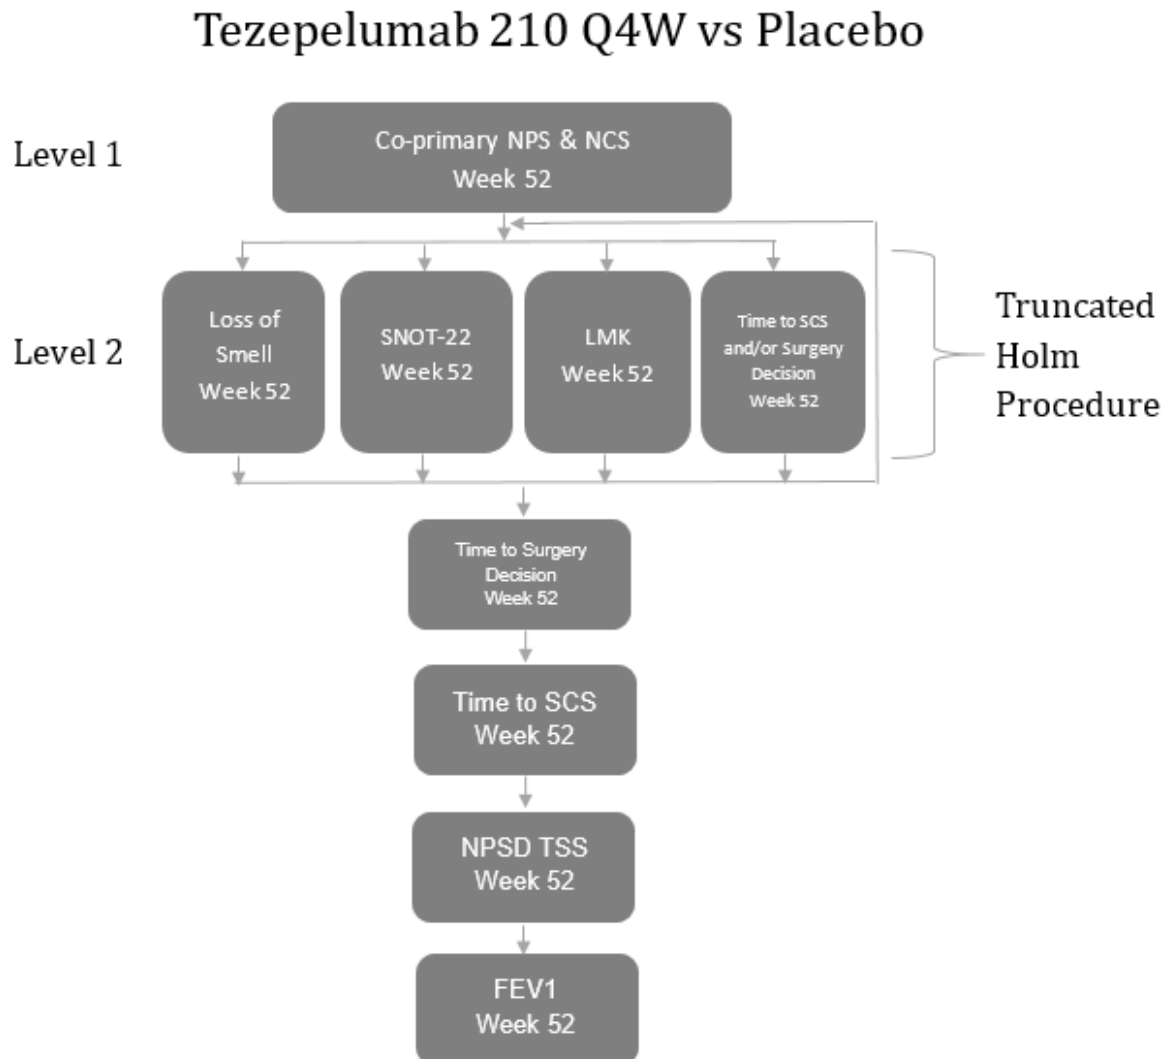 Tezepelumab 210 Q4W vs Placebo
Level 1
Co-primary NPS & NCS
Week 52
Level 2
Loss of
Smell
Week 52
SNOT-22
Week 52
LMK
Week 52
Time to SCS
and/or Surgery
Decision
Week 52
Truncated
Holm
Procedure
Time to Surgery
Decision
Week 52
Time to SCS
Week 52
NPSD TSS
Week 52
FEV1
Week 52